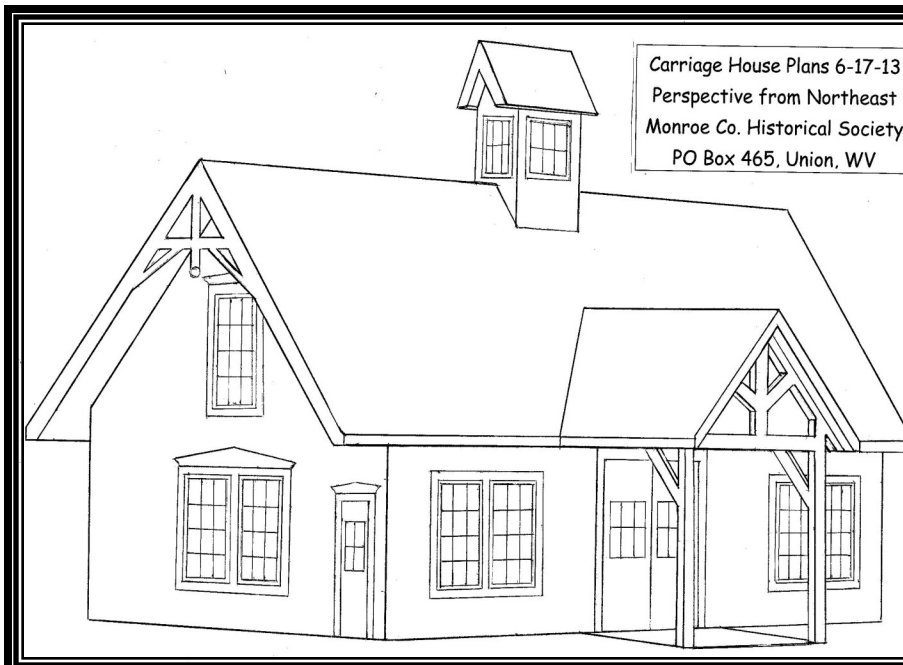 Carriage House Plans 6-17-13
Perspective from Northeast
Monroe Co. Historical Society
PO Box 465, Union, WV